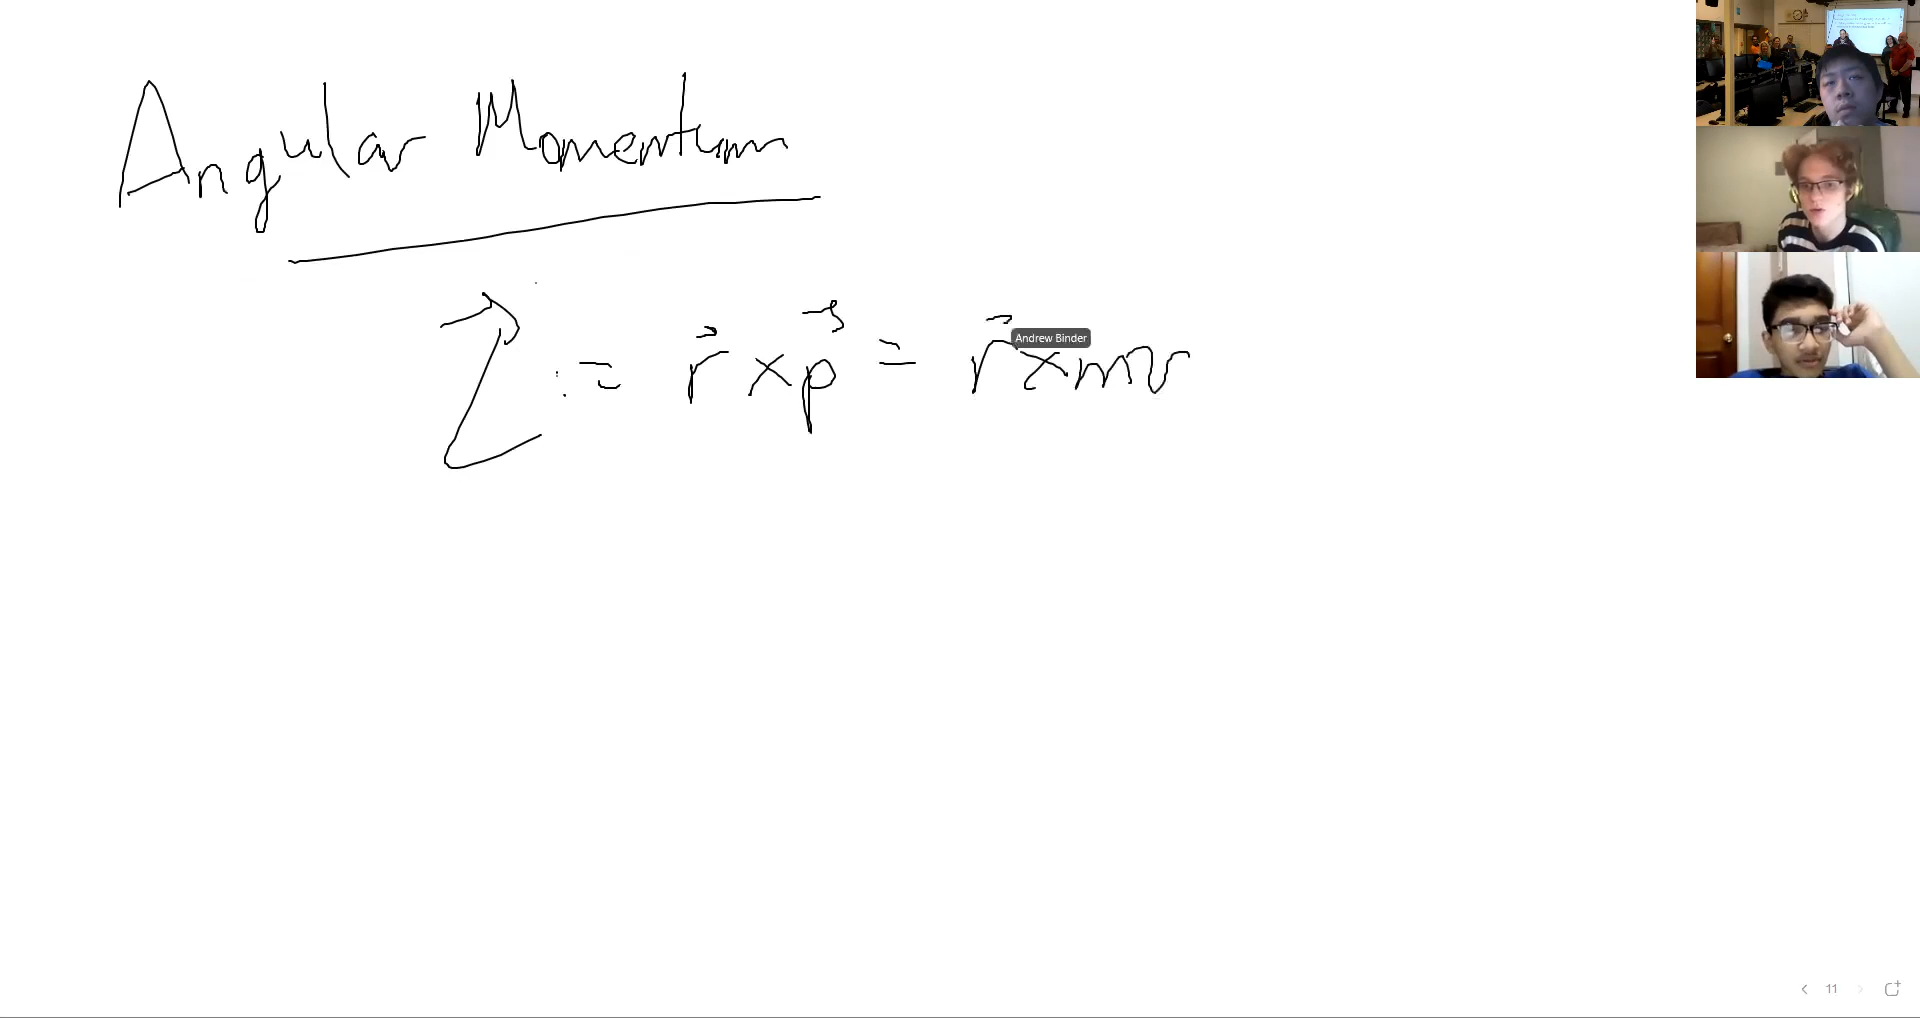 Angular Momentum
L⃗ := r⃗ × p⃗ = r⃗ × mv
Andrew Binder
11